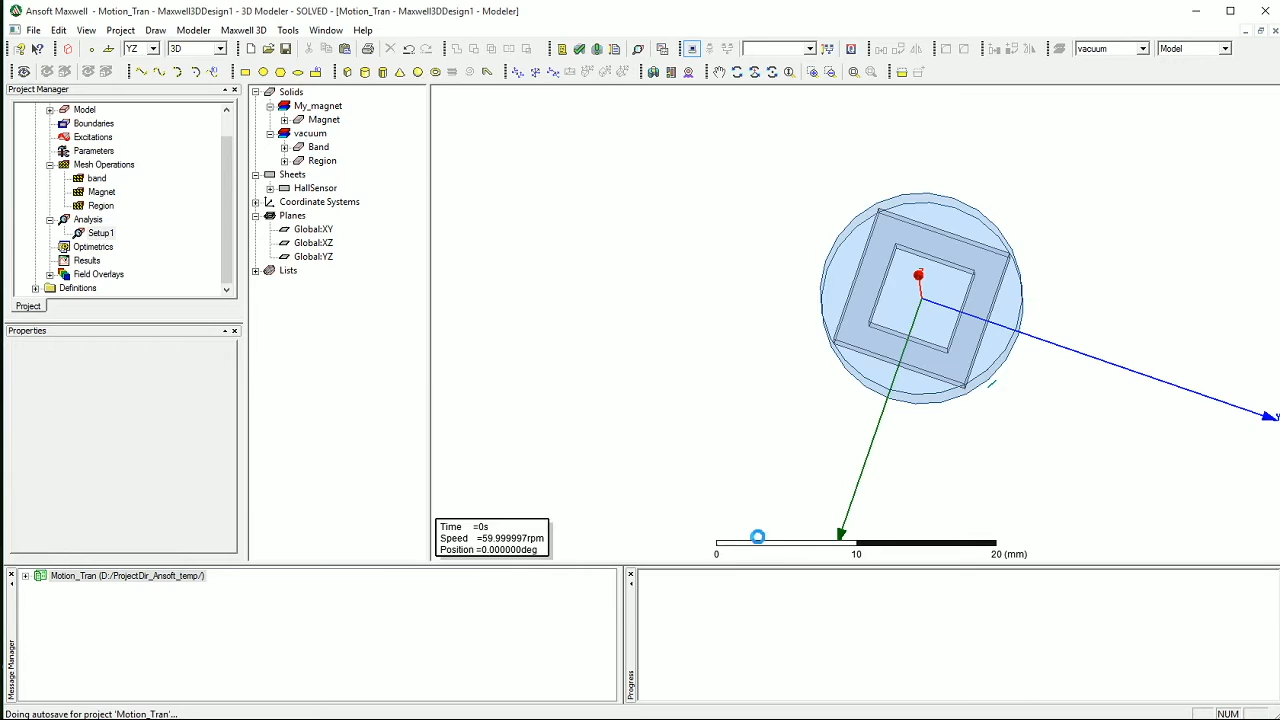 Ansoft Maxwell - Motion_Tran - Maxwell3DDesign1 - 3D Modeler - SOLVED - [Motion_Tran - Maxwell3DDesign1 - Modeler]
File Edit View Project Draw Modeler Maxwell 3D Tools Window Help
YZ 3D vacuum Model
Project Manager
Model
Boundaries
Excitations
Parameters
Mesh Operations
band
Magnet
Region
Analysis
Setup1
Optimetrics
Results
Field Overlays
Definitions
Project
Properties
Solids
My_magnet
Magnet
vacuum
Band
Region
Sheets
HallSensor
Coordinate Systems
Planes
Global:XY
Global:XZ
Global:YZ
Lists
Time =0s
Speed =59.999997rpm
Position =0.000000deg
0 10 20 (mm)
Motion_Tran (D:/ProjectDir_Ansoft_temp/)
Message Manager
Progress
Doing autosave for project 'Motion_Tran'...
NUM